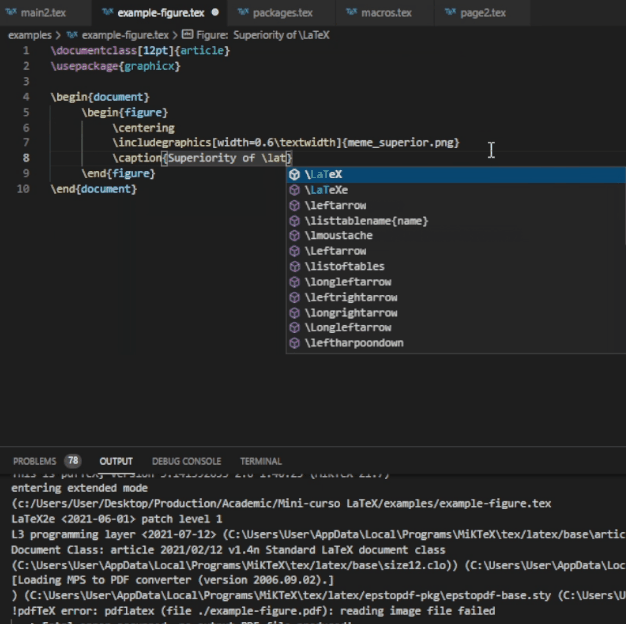 main2.tex example-figure.tex packages.tex macros.tex page2.tex
examples > example-figure.tex > Figure: Superiority of \LaTeX
1 \documentclass[12pt]{article}
2 \usepackage{graphicx}
3
4 \begin{document}
5 \begin{figure}
6 \centering
7 \includegraphics[width=0.6\textwidth]{meme_superior.png}
8 \caption{Superiority of \lat}
9 \end{figure}
10 \end{document}
\LaTeX
\LaTeXe
\leftarrow
\listtablename{name}
\lmoustache
\Leftarrow
\listoftables
\longleftarrow
\leftrightarrow
\longrightarrow
\Longleftarrow
\leftharpoondown
PROBLEMS 78 OUTPUT DEBUG CONSOLE TERMINAL
entering extended mode
(c:/Users/User/Desktop/Production/Academic/Mini-curso LaTeX/examples/example-figure.tex
LaTeX2e <2021-06-01> patch level 1
L3 programming layer <2021-07-12> (C:\Users\User\AppData\Local\Programs\MiKTeX\tex/latex/base\artic
Document Class: article 2021/02/12 v1.4n Standard LaTeX document class
(C:\Users\User\AppData\Local\Programs\MiKTeX\tex/latex/base\size12.clo)) (C:\Users\User\AppData\Loc
[Loading MPS to PDF converter (version 2006.09.02).]
) (C:\Users\User\AppData\Local\Programs\MiKTeX\tex/latex/epstopdf-pkg\epstopdf-base.sty (C:\Users\U
!pdfTeX error: pdflatex (file ./example-figure.pdf): reading image file failed